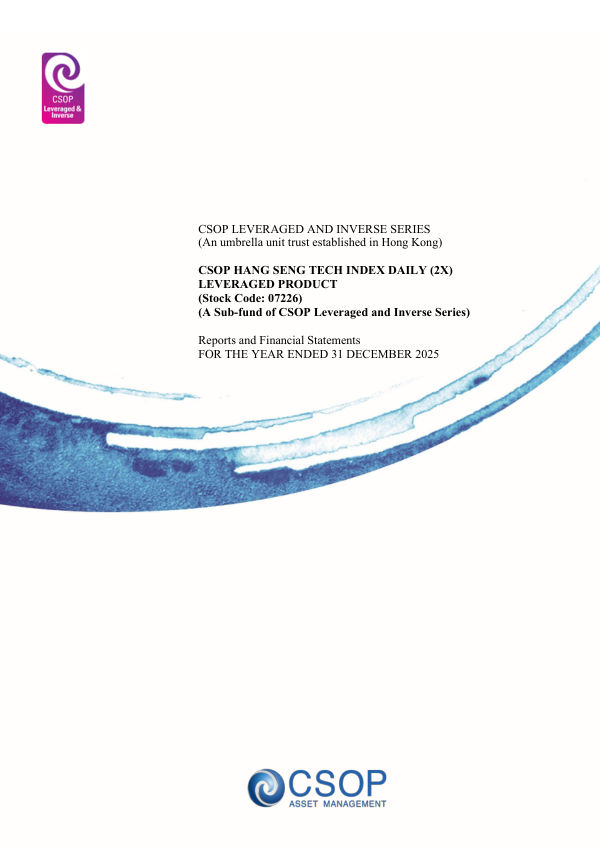 CSOP
Leveraged &
Inverse
CSOP LEVERAGED AND INVERSE SERIES
(An umbrella unit trust established in Hong Kong)
CSOP HANG SENG TECH INDEX DAILY (2X)
LEVERAGED PRODUCT
(Stock Code: 07226)
(A Sub-fund of CSOP Leveraged and Inverse Series)
Reports and Financial Statements
FOR THE YEAR ENDED 31 DECEMBER 2025
CSOP
ASSET MANAGEMENT